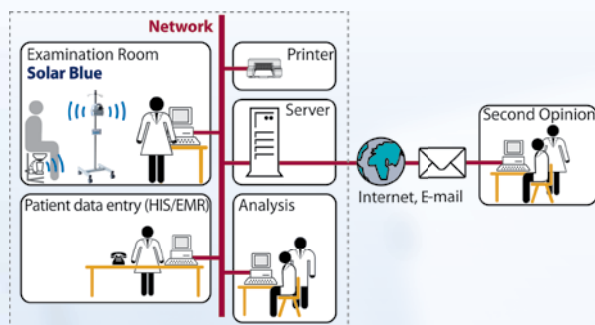 Network
Examination Room
Solar Blue
Printer
Server
Second Opinion
Internet, E-mail
Patient data entry (HIS/EMR)
Analysis